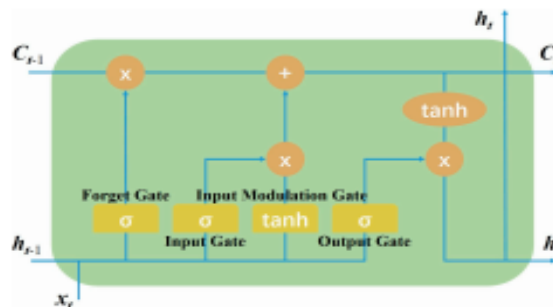 hₜ
Cₜ₋₁ x + C
tanh
x x
Forget Gate Input Modulation Gate
σ σ tanh σ
Input Gate Output Gate
hₜ₋₁ h
xₜ